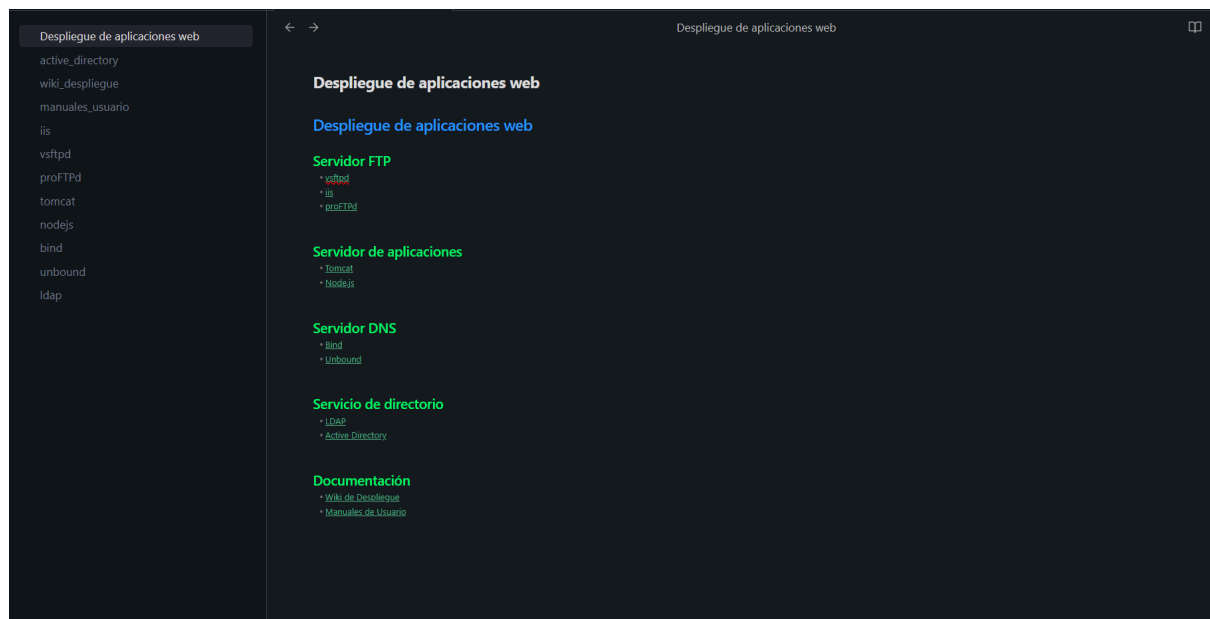 Despliegue de aplicaciones web
active_directory
wiki_despliegue
manuales_usuario
iis
vsftpd
proFTPd
tomcat
nodejs
bind
unbound
ldap
Despliegue de aplicaciones web
Despliegue de aplicaciones web
Despliegue de aplicaciones web
Servidor FTP
• vsftpd
• iis
• proFTPd
Servidor de aplicaciones
• Tomcat
• Node.js
Servidor DNS
• Bind
• Unbound
Servicio de directorio
• LDAP
• Active Directory
Documentación
• Wiki de Despliegue
• Manuales de Usuario